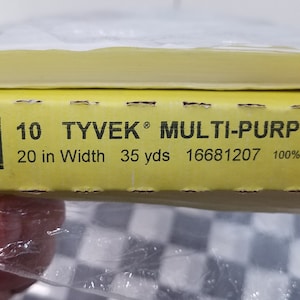 10 TYVEK® MULTI-PURP
20 in Width 35 yds 16681207 100%